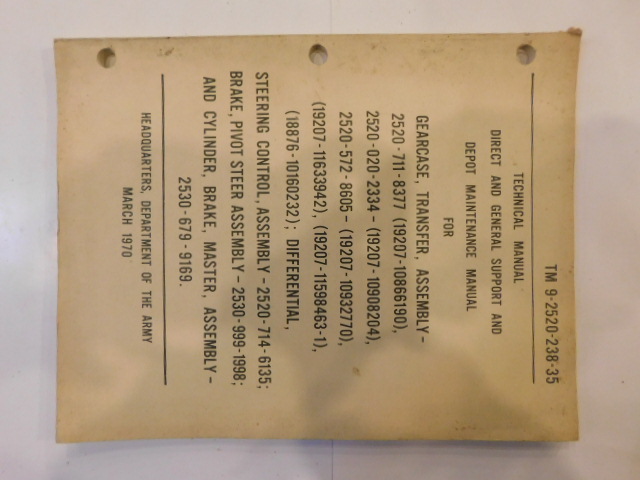 TM 9-2520-238-35
TECHNICAL MANUAL
DIRECT AND GENERAL SUPPORT AND
DEPOT MAINTENANCE MANUAL
FOR
GEARCASE, TRANSFER, ASSEMBLY-
2520-711-8377 (19207-10866190),
2520-020-2334-(19207-10908204),
2520-572-8605-(19207-10932770),
(19207-11633942), (19207-11598463-1),
(18876-10160232); DIFFERENTIAL,
STEERING CONTROL, ASSEMBLY-2520-714-6135;
BRAKE, PIVOT STEER ASSEMBLY-2530-999-1998;
AND CYLINDER, BRAKE, MASTER, ASSEMBLY-
2530-679-9169.
HEADQUARTERS, DEPARTMENT OF THE ARMY
MARCH 1970